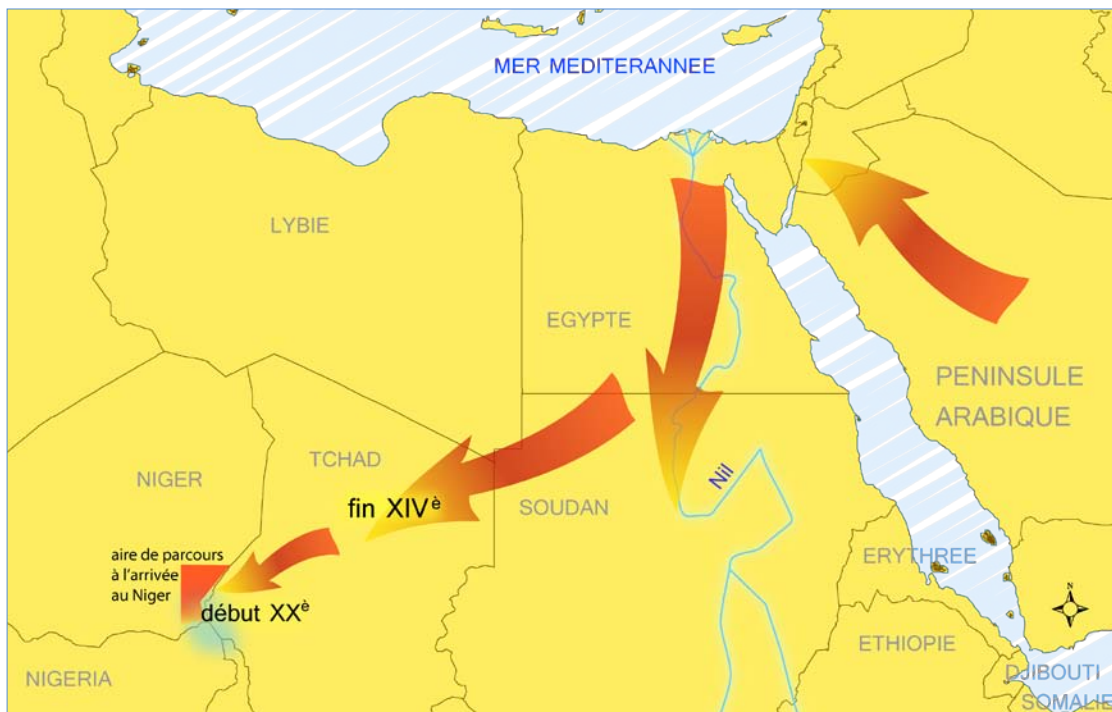 MER MEDITERANNEE
LYBIE
EGYPTE
PENINSULE
ARABIQUE
NIGER
TCHAD
fin XIVè
SOUDAN
Nil
aire de parcours
à l'arrivée
au Niger
début XXè
ERYTHREE
N
ETHIOPIE
NIGERIA
DJIBOUTI
SOMALIE